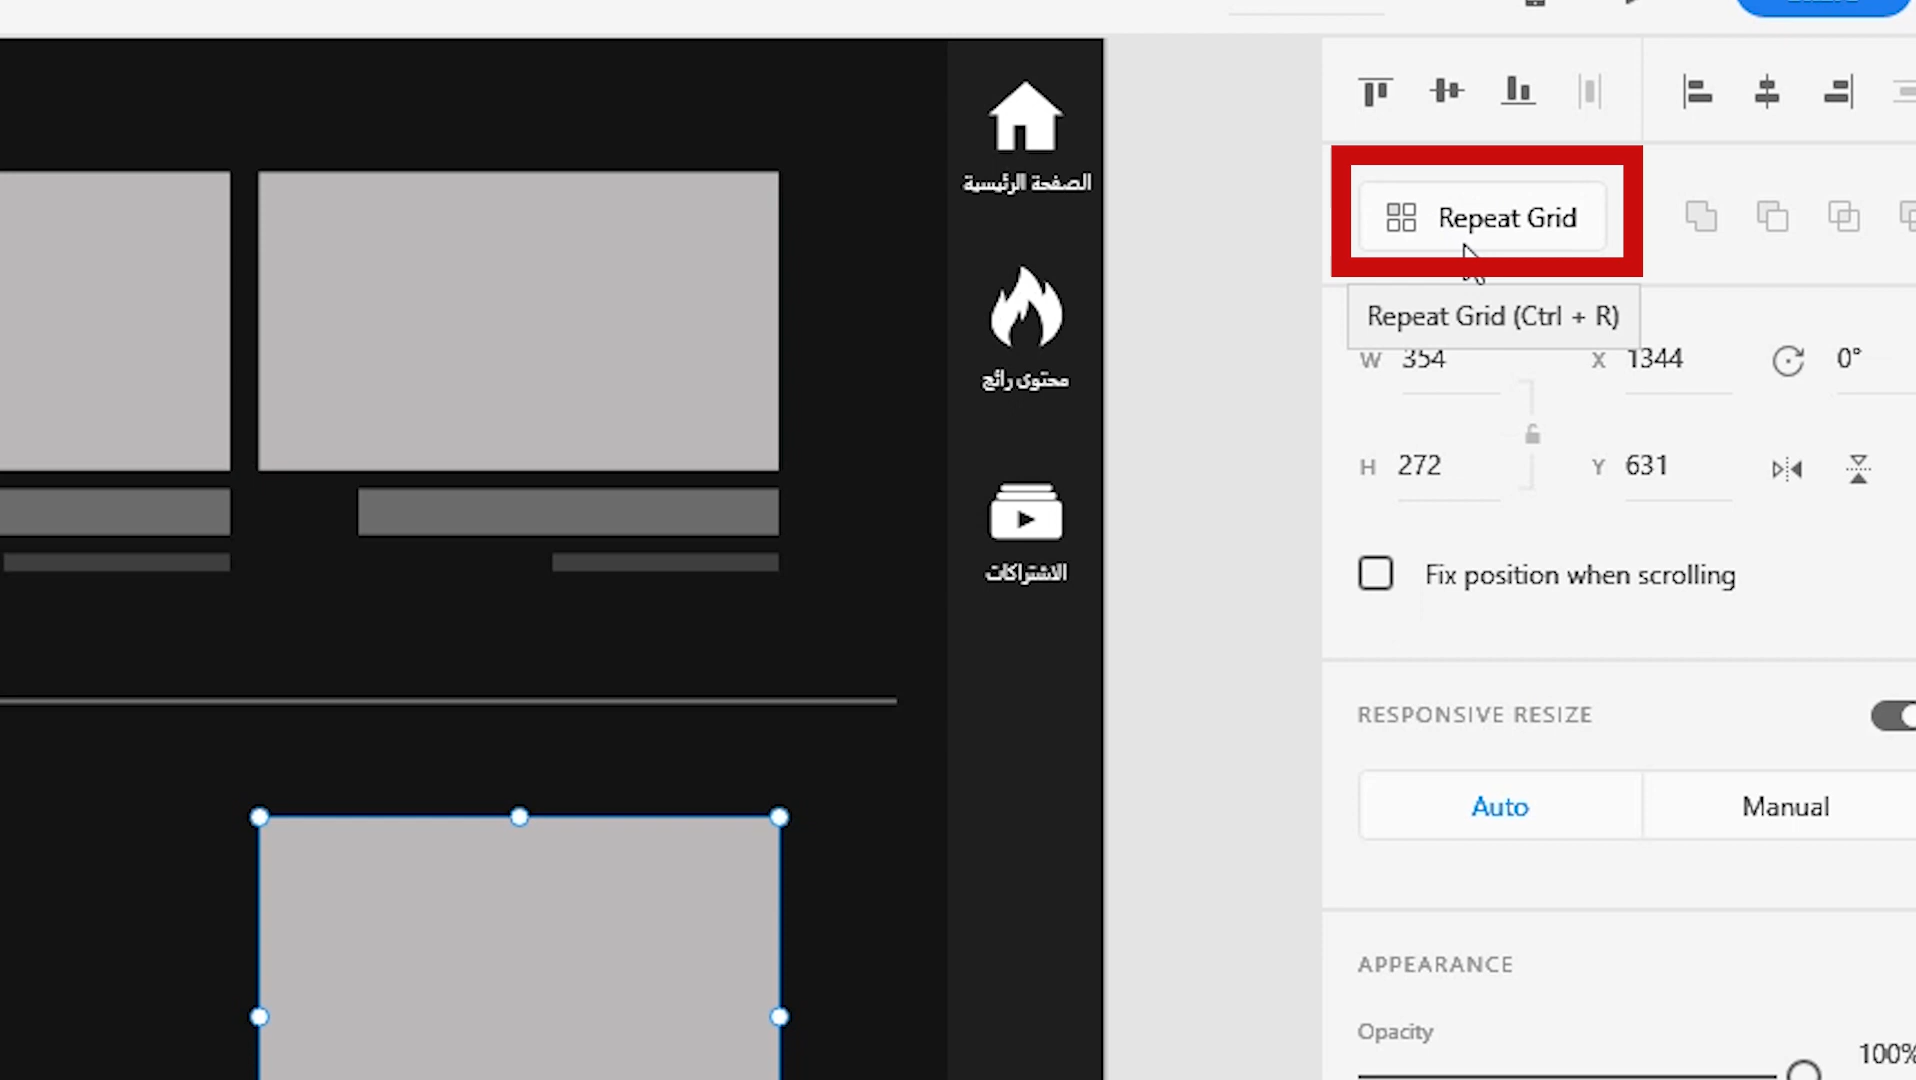 الصفحة الرئيسية
محتوى رائج
الاشتراكات
Repeat Grid
Repeat Grid (Ctrl + R)
W 354
X 1344
0°
H 272
Y 631
Fix position when scrolling
RESPONSIVE RESIZE
Auto
Manual
APPEARANCE
Opacity
100%